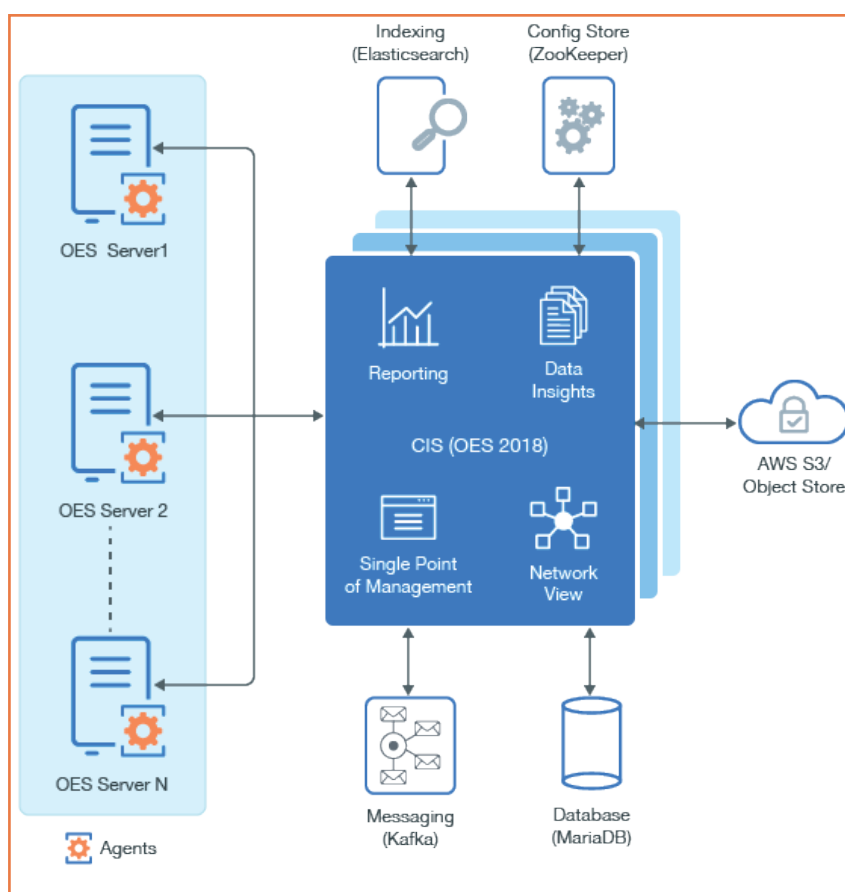 Indexing
(Elasticsearch)
Config Store
(ZooKeeper)
OES Server1
OES Server 2
OES Server N
Agents
Reporting
Data
Insights
CIS (OES 2018)
Single Point
of Management
Network
View
AWS S3/
Object Store
Messaging
(Kafka)
Database
(MariaDB)